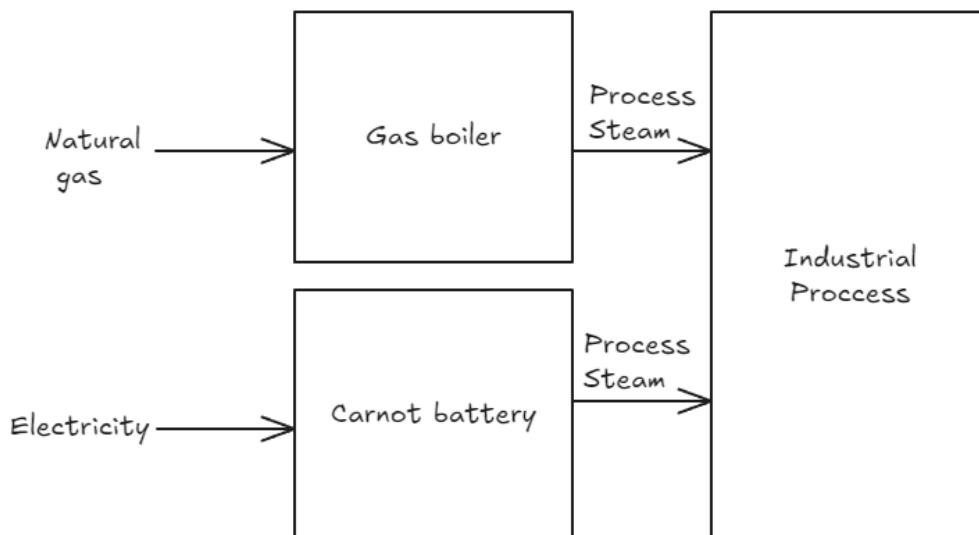 Natural
gas
Gas boiler
Process
Steam
Industrial
Proccess
Electricity
Carnot battery
Process
Steam